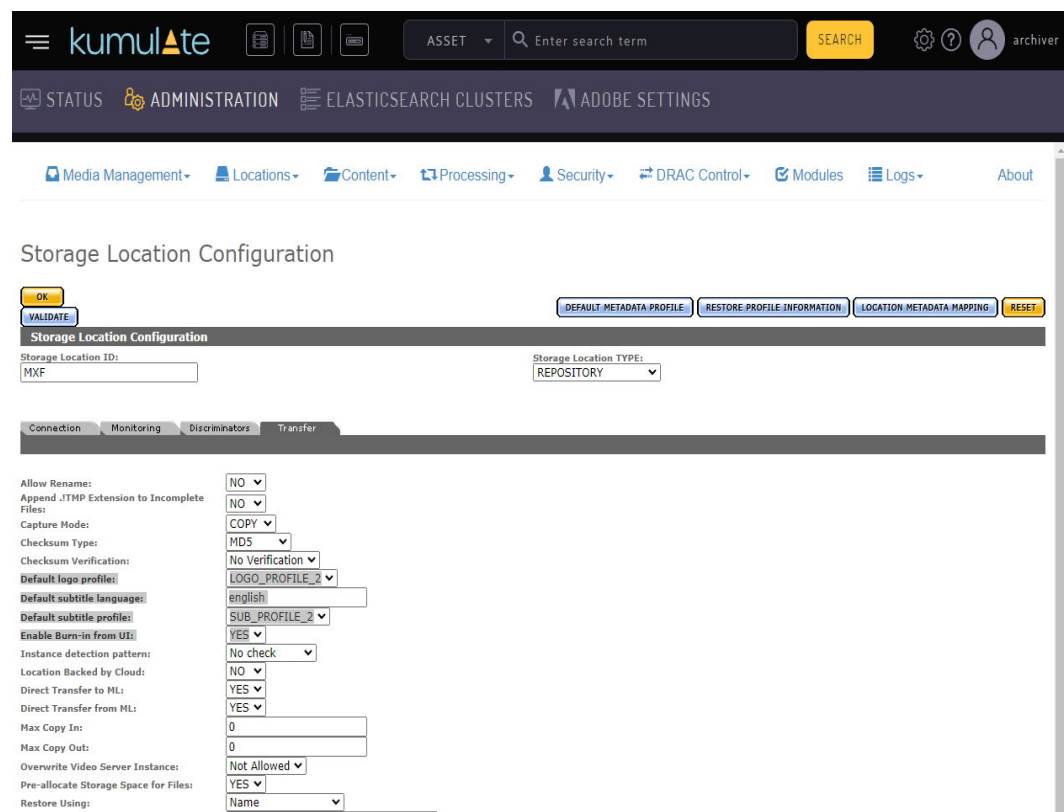 kumulate
ASSET
Enter search term
SEARCH
archiver
STATUS
ADMINISTRATION
ELASTICSEARCH CLUSTERS
ADOBE SETTINGS
Media Management
Locations
Content
Processing
Security
DRAC Control
Modules
Logs
About
Storage Location Configuration
OK
VALIDATE
DEFAULT METADATA PROFILE
RESTORE PROFILE INFORMATION
LOCATION METADATA MAPPING
RESET
Storage Location Configuration
Storage Location ID:
MXF
Storage Location TYPE:
REPOSITORY
Connection
Monitoring
Discriminators
Transfer
Allow Rename:
NO
Append .!TMP Extension to Incomplete
Files:
NO
Capture Mode:
COPY
Checksum Type:
MD5
Checksum Verification:
No Verification
Default logo profile:
LOGO_PROFILE_2
Default subtitle language:
english
Default subtitle profile:
SUB_PROFILE_2
Enable Burn-in from UI:
YES
Instance detection pattern:
No check
Location Backed by Cloud:
NO
Direct Transfer to ML:
YES
Direct Transfer from ML:
YES
Max Copy In:
0
Max Copy Out:
0
Overwrite Video Server Instance:
Not Allowed
Pre-allocate Storage Space for Files:
YES
Restore Using:
Name